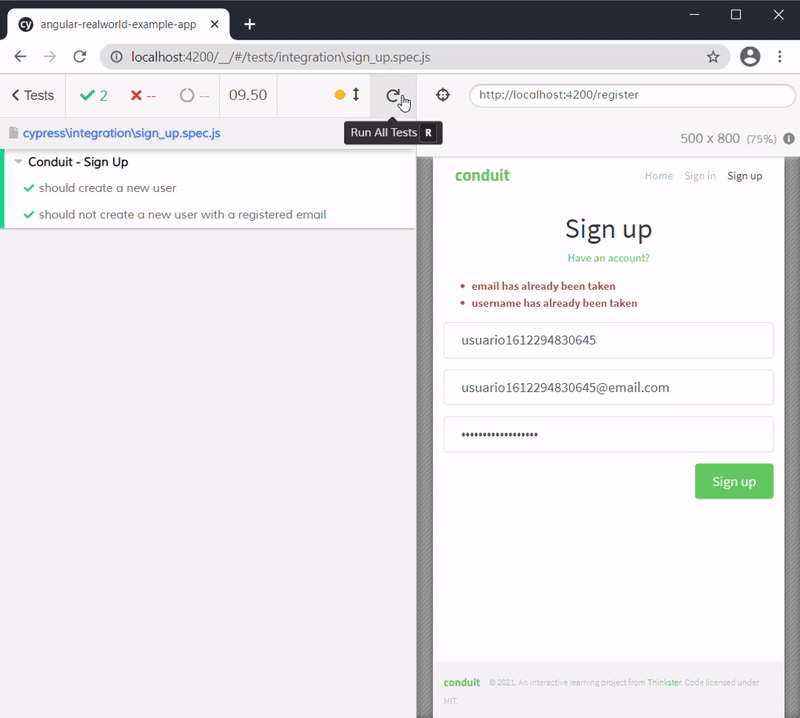 cy angular-realworld-example-app
localhost:4200/__/#/tests/integration\sign_up.spec.js
Tests 2 -- -- 09.50
http://localhost:4200/register
Run All Tests R
cypress\integration\sign_up.spec.js
500 x 800 (75%)
Conduit - Sign Up
should create a new user
should not create a new user with a registered email
conduit Home Sign in Sign up
Sign up
Have an account?
email has already been taken
username has already been taken
usuario1612294830645
usuario1612294830645@email.com
••••••••••••••••••
Sign up
conduit © 2021. An interactive learning project from Thinkster. Code licensed under
MIT.